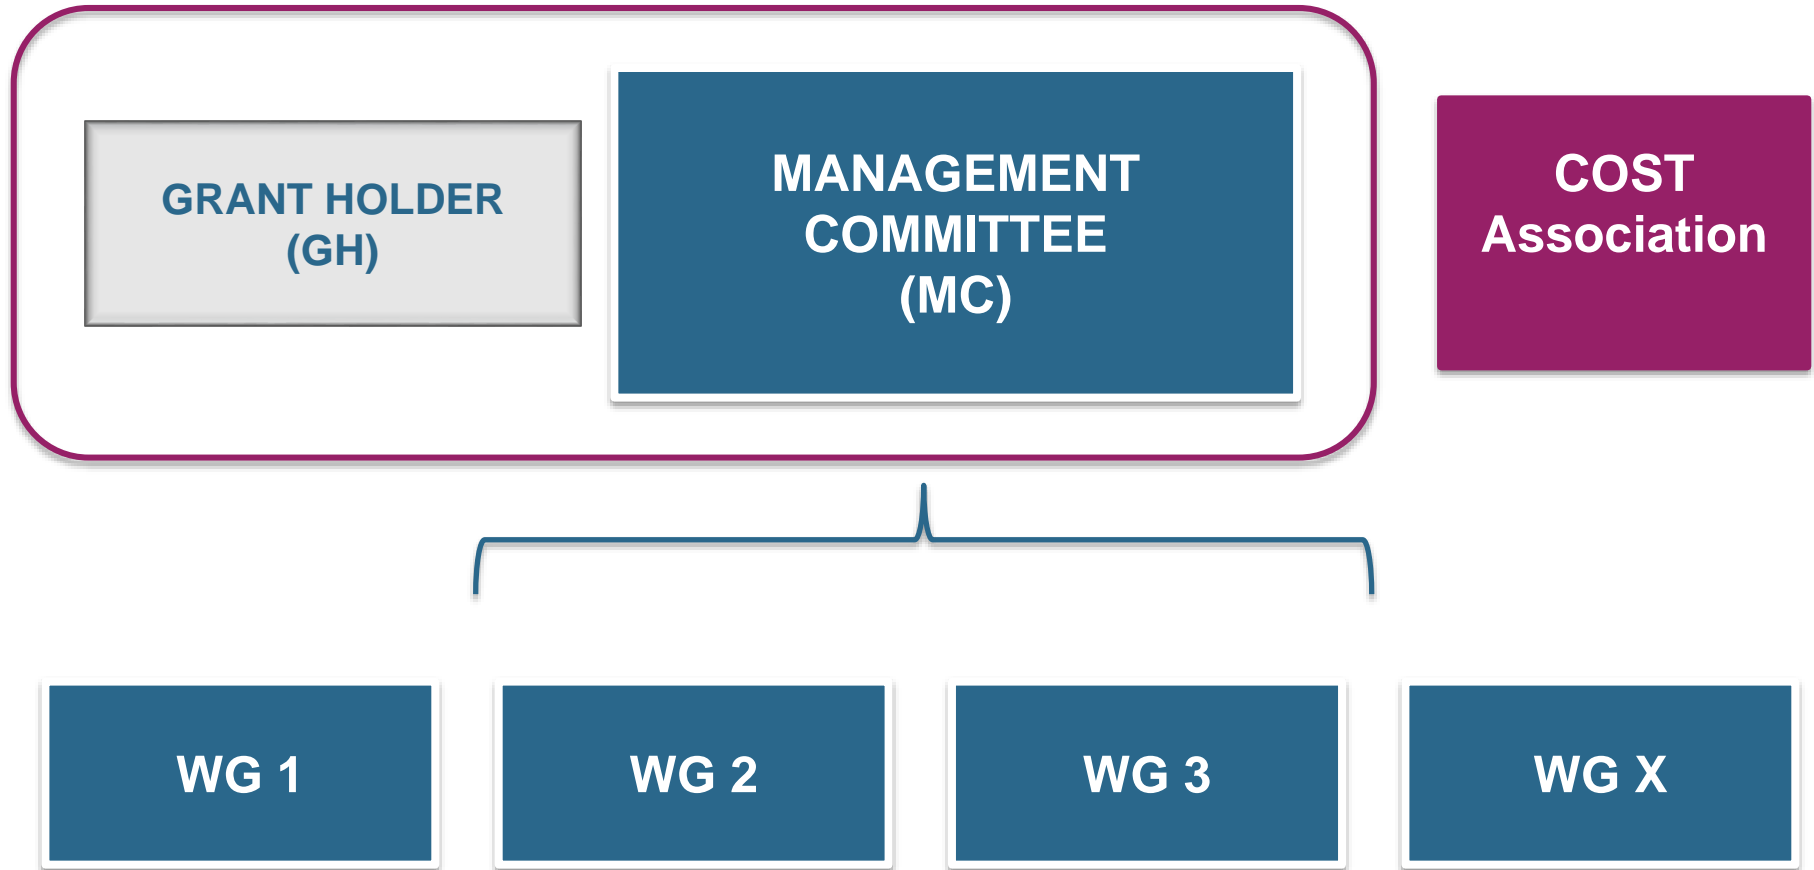 GRANT HOLDER
(GH)
MANAGEMENT
COMMITTEE
(MC)
COST
Association
WG 1
WG 2
WG 3
WG X